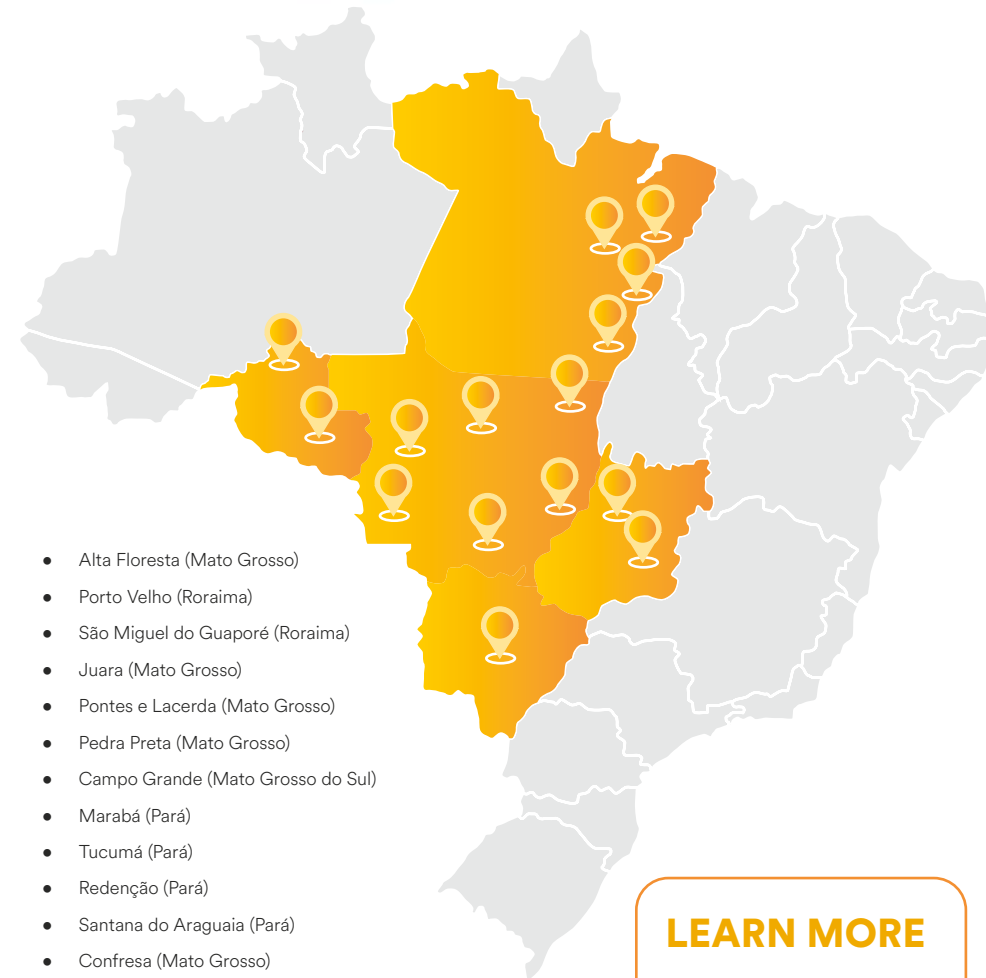 ● Alta Floresta (Mato Grosso)
● Porto Velho (Roraima)
● São Miguel do Guaporé (Roraima)
● Juara (Mato Grosso)
● Pontes e Lacerda (Mato Grosso)
● Pedra Preta (Mato Grosso)
● Campo Grande (Mato Grosso do Sul)
● Marabá (Pará)
● Tucumá (Pará)
● Redenção (Pará)
● Santana do Araguaia (Pará)
● Confresa (Mato Grosso)
LEARN MORE